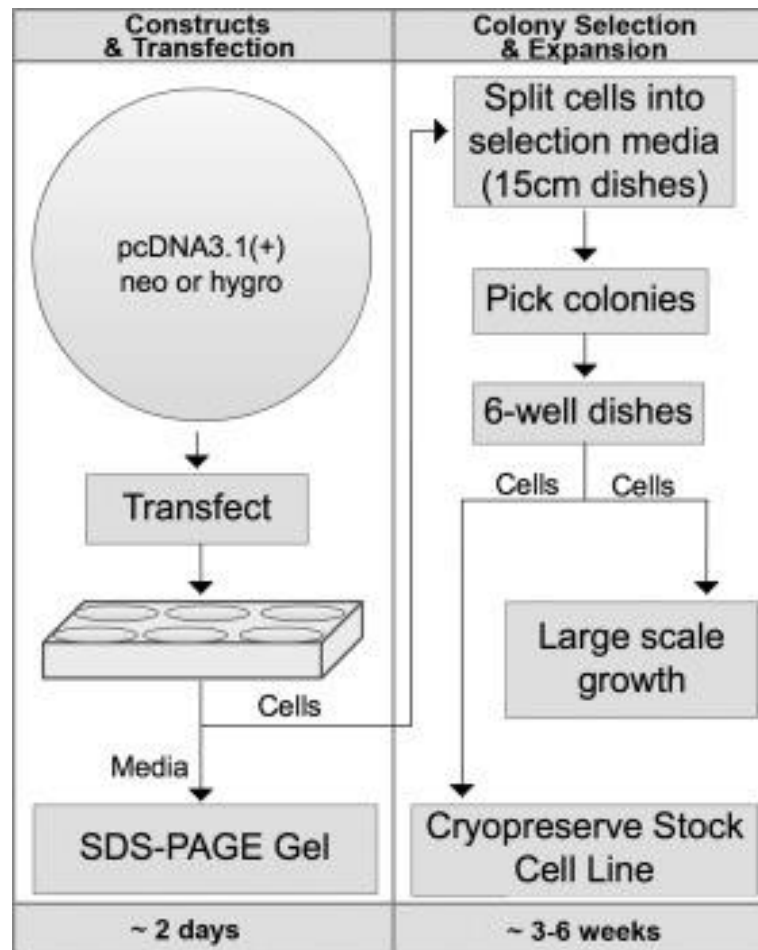 Constructs
& Transfection
pcDNA3.1(+)
neo or hygro
Transfect
Cells
Media
SDS-PAGE Gel
~ 2 days
Colony Selection
& Expansion
Split cells into
selection media
(15cm dishes)
Pick colonies
6-well dishes
Cells Cells
Large scale
growth
Cryopreserve Stock
Cell Line
~ 3-6 weeks